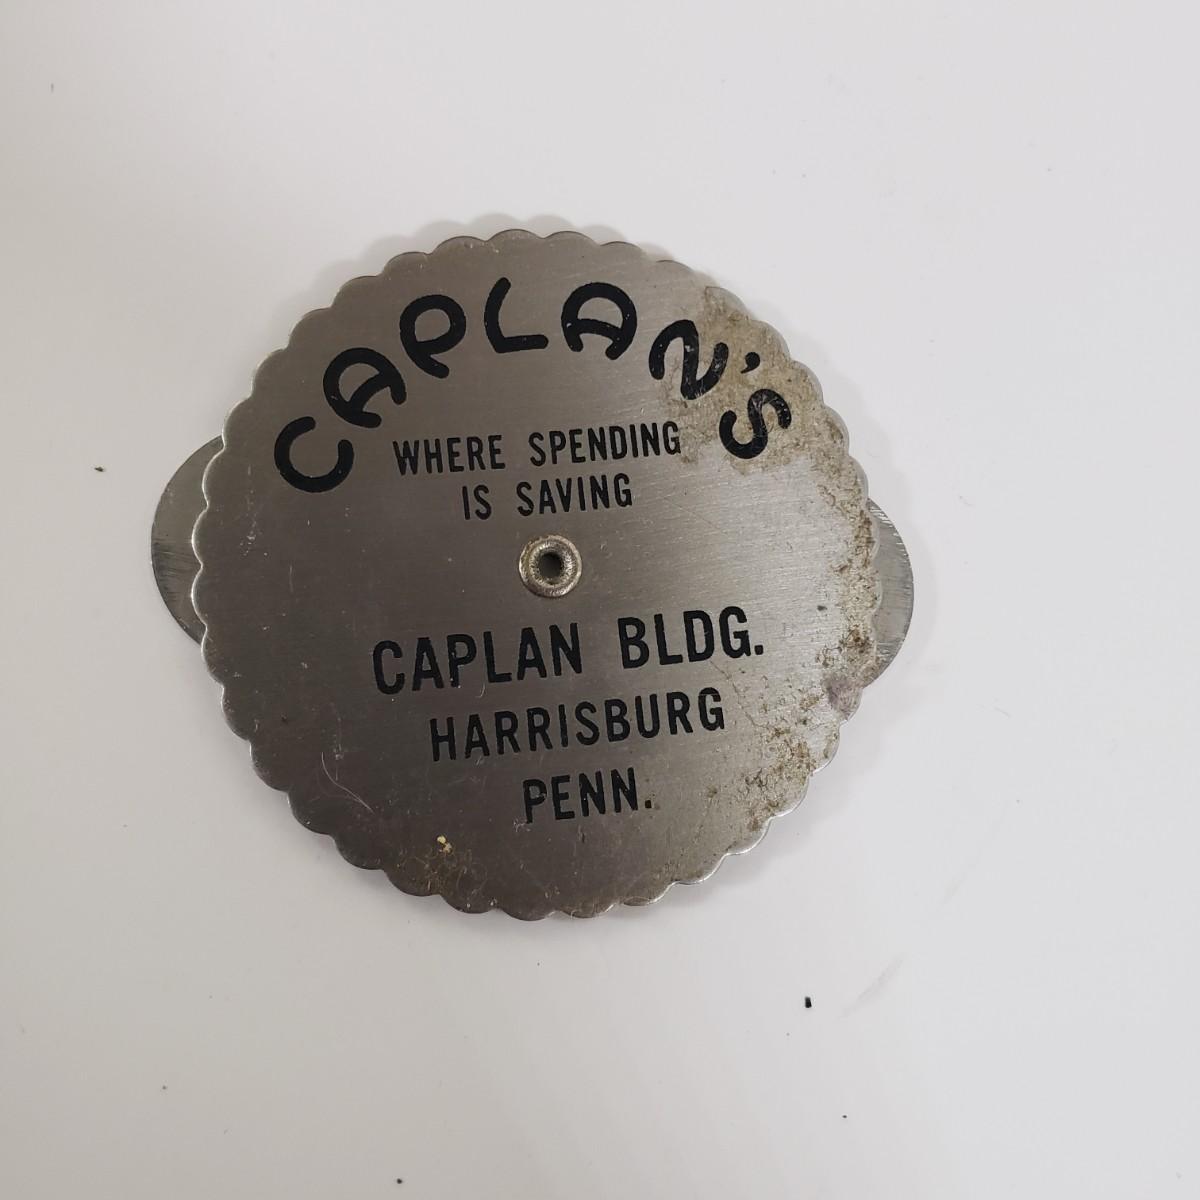 CAPLAN'S
WHERE SPENDING
IS SAVING
CAPLAN BLDG.
HARRISBURG
PENN.